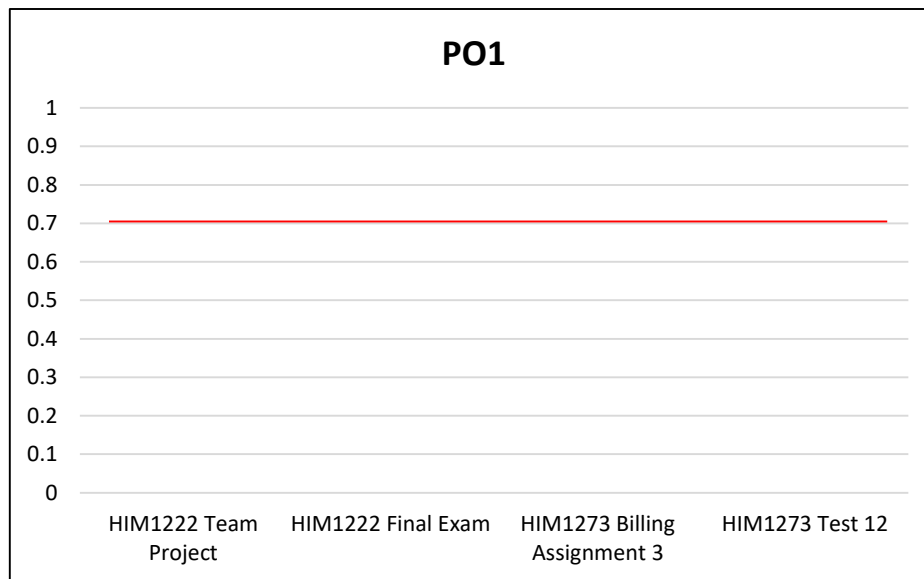 PO1
1
0.9
0.8
0.7
0.6
0.5
0.4
0.3
0.2
0.1
0
HIM1222 Team
Project
HIM1222 Final Exam
HIM1273 Billing
Assignment 3
HIM1273 Test 12